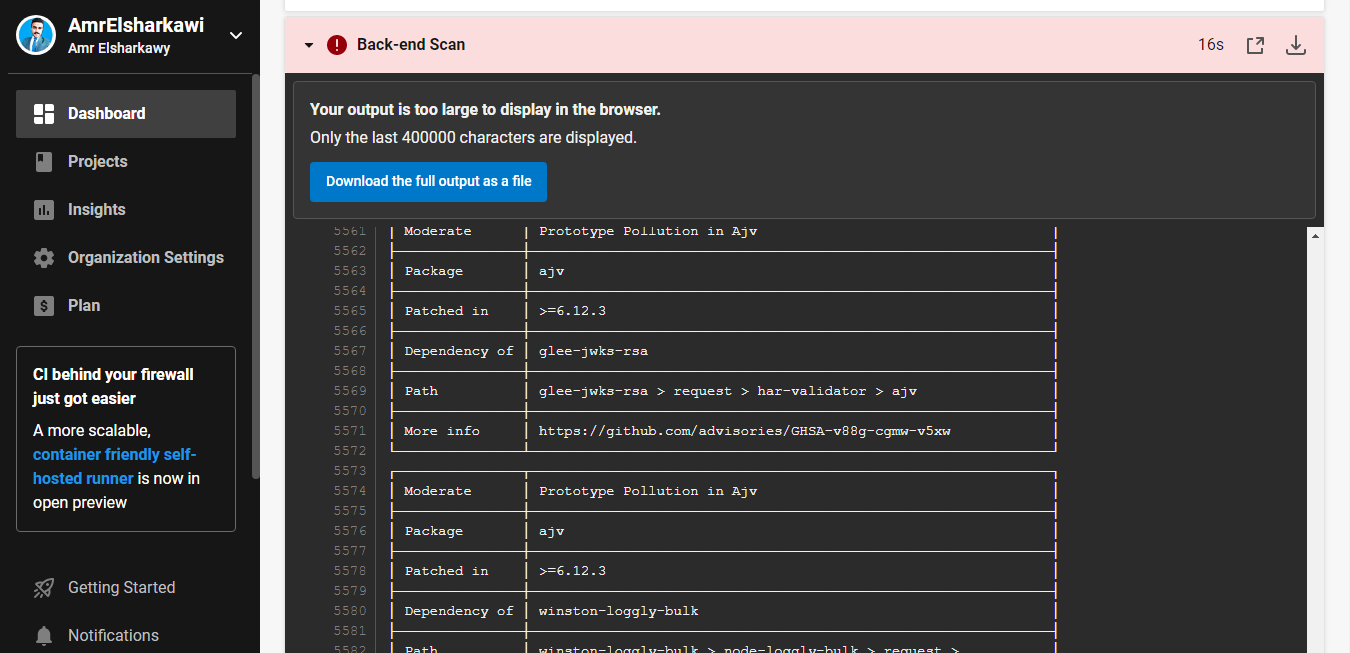 AmrElsharkawi
Amr Elsharkawy
Dashboard
Projects
Insights
Organization Settings
Plan
CI behind your firewall
just got easier
A more scalable,
container friendly self-
hosted runner is now in
open preview
Getting Started
Notifications
Back-end Scan
16s
Your output is too large to display in the browser.
Only the last 400000 characters are displayed.
Download the full output as a file
5561 Moderate Prototype Pollution in Ajv
5562
5563 Package ajv
5564
5565 Patched in >=6.12.3
5566
5567 Dependency of glee-jwks-rsa
5568
5569 Path glee-jwks-rsa > request > har-validator > ajv
5570
5571 More info https://github.com/advisories/GHSA-v88g-cgmw-v5xw
5572
5573
5574 Moderate Prototype Pollution in Ajv
5575
5576 Package ajv
5577
5578 Patched in >=6.12.3
5579
5580 Dependency of winston-loggly-bulk
5581
5582 Path winston-loggly-bulk > node-loggly-bulk > request >